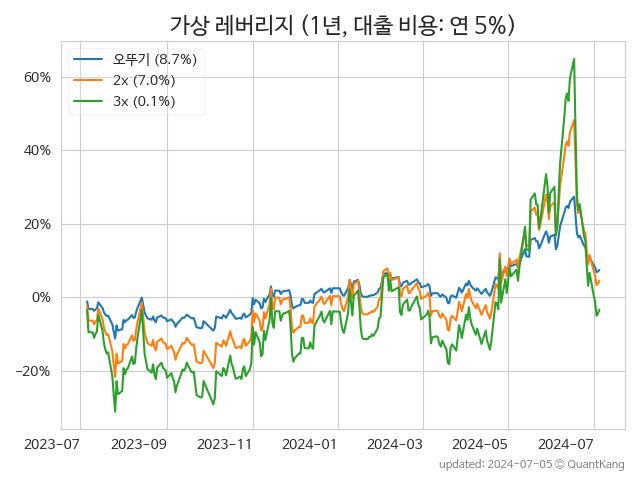 가상 레버리지 (1년, 대출 비용: 연 5%)
오뚜기 (8.7%)
2x (7.0%)
3x (0.1%)
60%
40%
20%
0%
−20%
2023-07 2023-09 2023-11 2024-01 2024-03 2024-05 2024-07
updated: 2024-07-05 © QuantKang